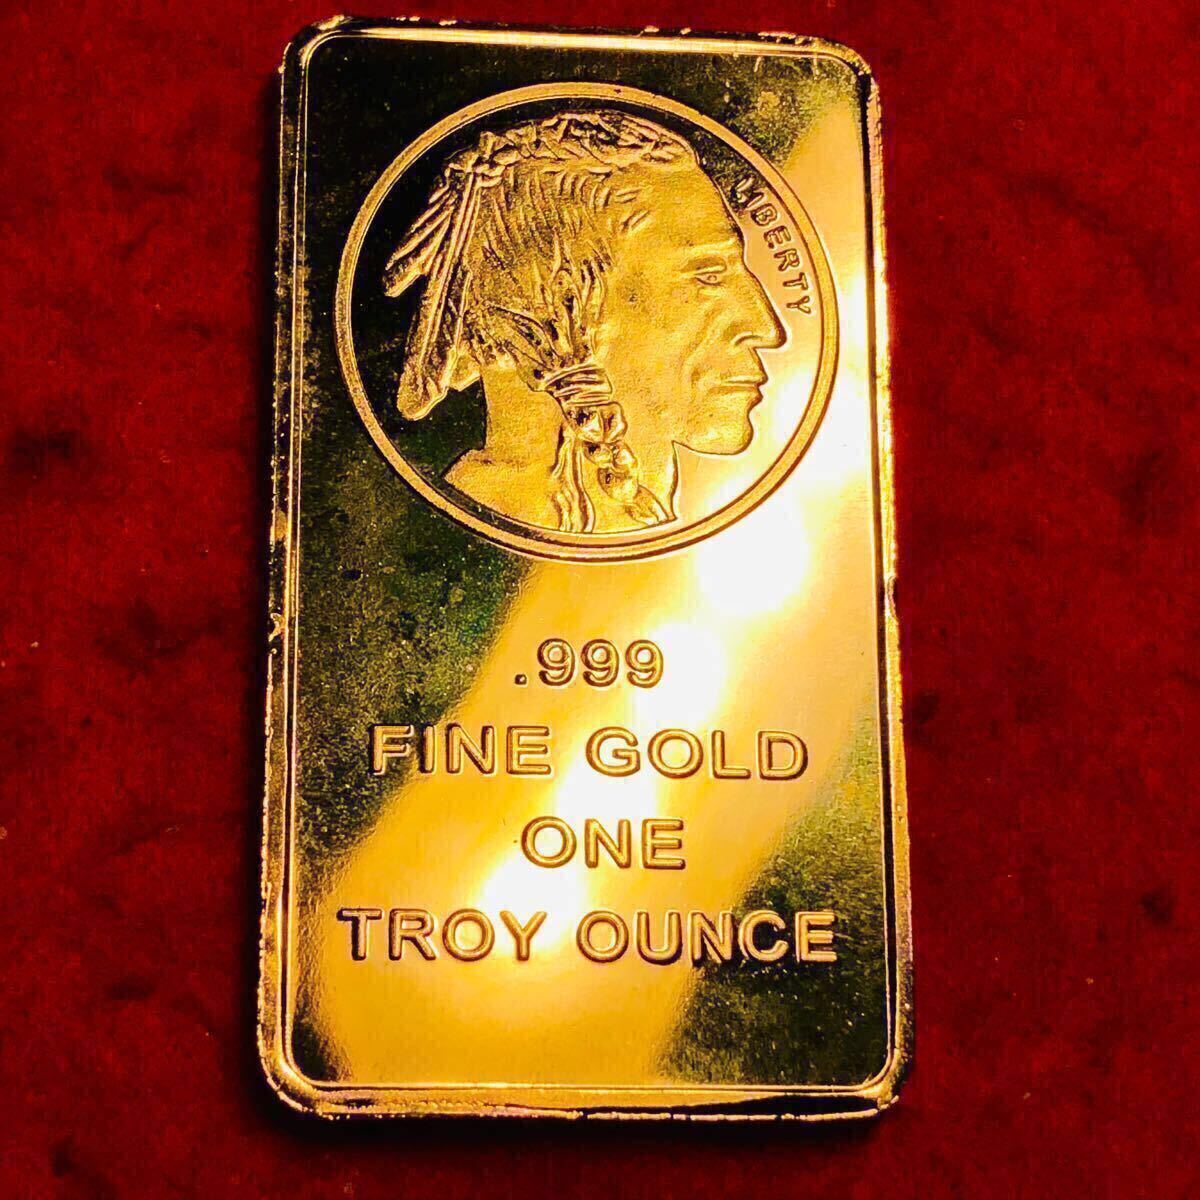 LIBERTY
.999
FINE GOLD
ONE
TROY OUNCE